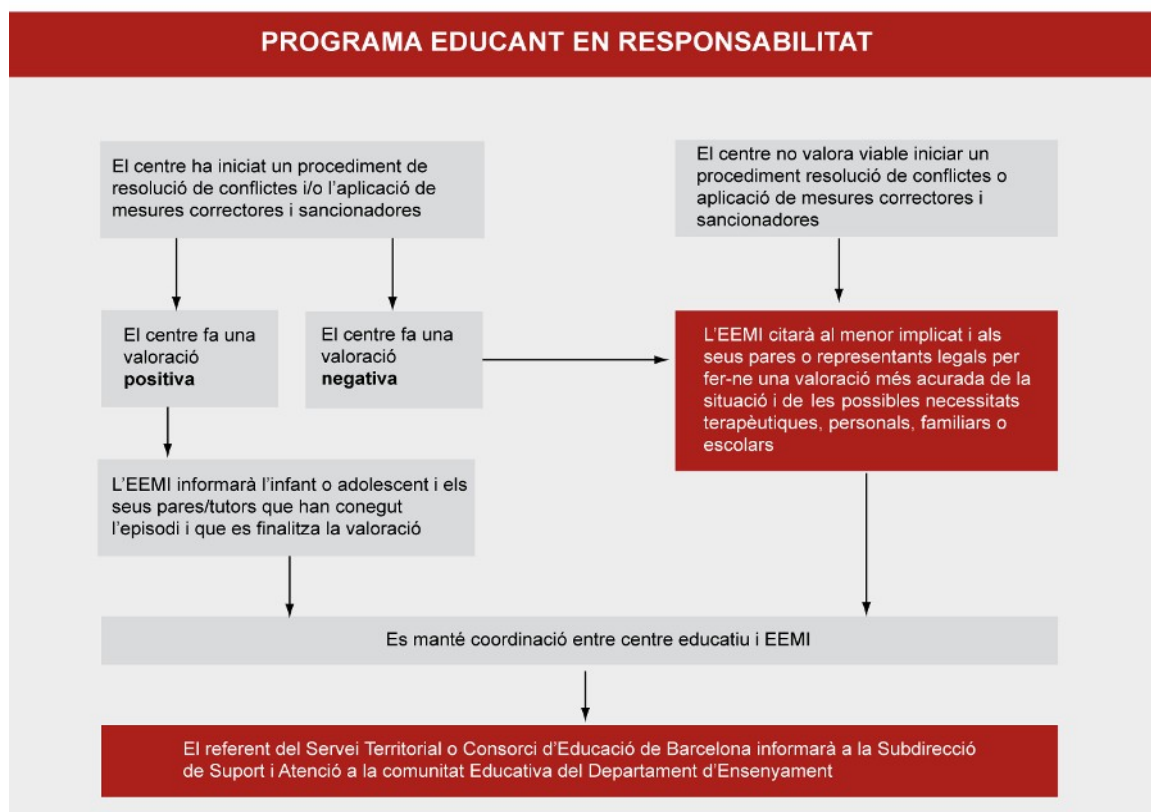 PROGRAMA EDUCANT EN RESPONSABILITAT
El centre ha iniciat un procediment de
resolució de conflictes i/o l'aplicació de
mesures correctores i sancionadores
El centre no valora viable iniciar un
procediment resolució de conflictes o
aplicació de mesures correctores i
sancionadores
El centre fa una
valoració
positiva
El centre fa una
valoració
negativa
L'EEMI citarà al menor implicat i als
seus pares o representants legals per
fer-ne una valoració més acurada de la
situació i de les possibles necessitats
terapèutiques, personals, familiars o
escolars
L'EEMI informarà l'infant o adolescent i els
seus pares/tutors que han conegut
l'episodi i que es finalitza la valoració
Es manté coordinació entre centre educatiu i EEMI
El referent del Servei Territorial o Consorci d'Educació de Barcelona informarà a la Subdirecció
de Suport i Atenció a la comunitat Educativa del Departament d'Ensenyament